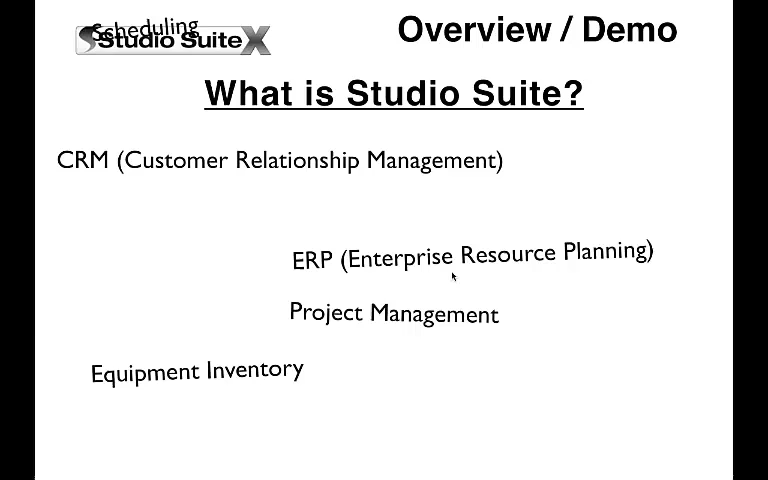 Scheduling
Studio Suite X
Overview / Demo
What is Studio Suite?
CRM (Customer Relationship Management)
ERP (Enterprise Resource Planning)
Project Management
Equipment Inventory